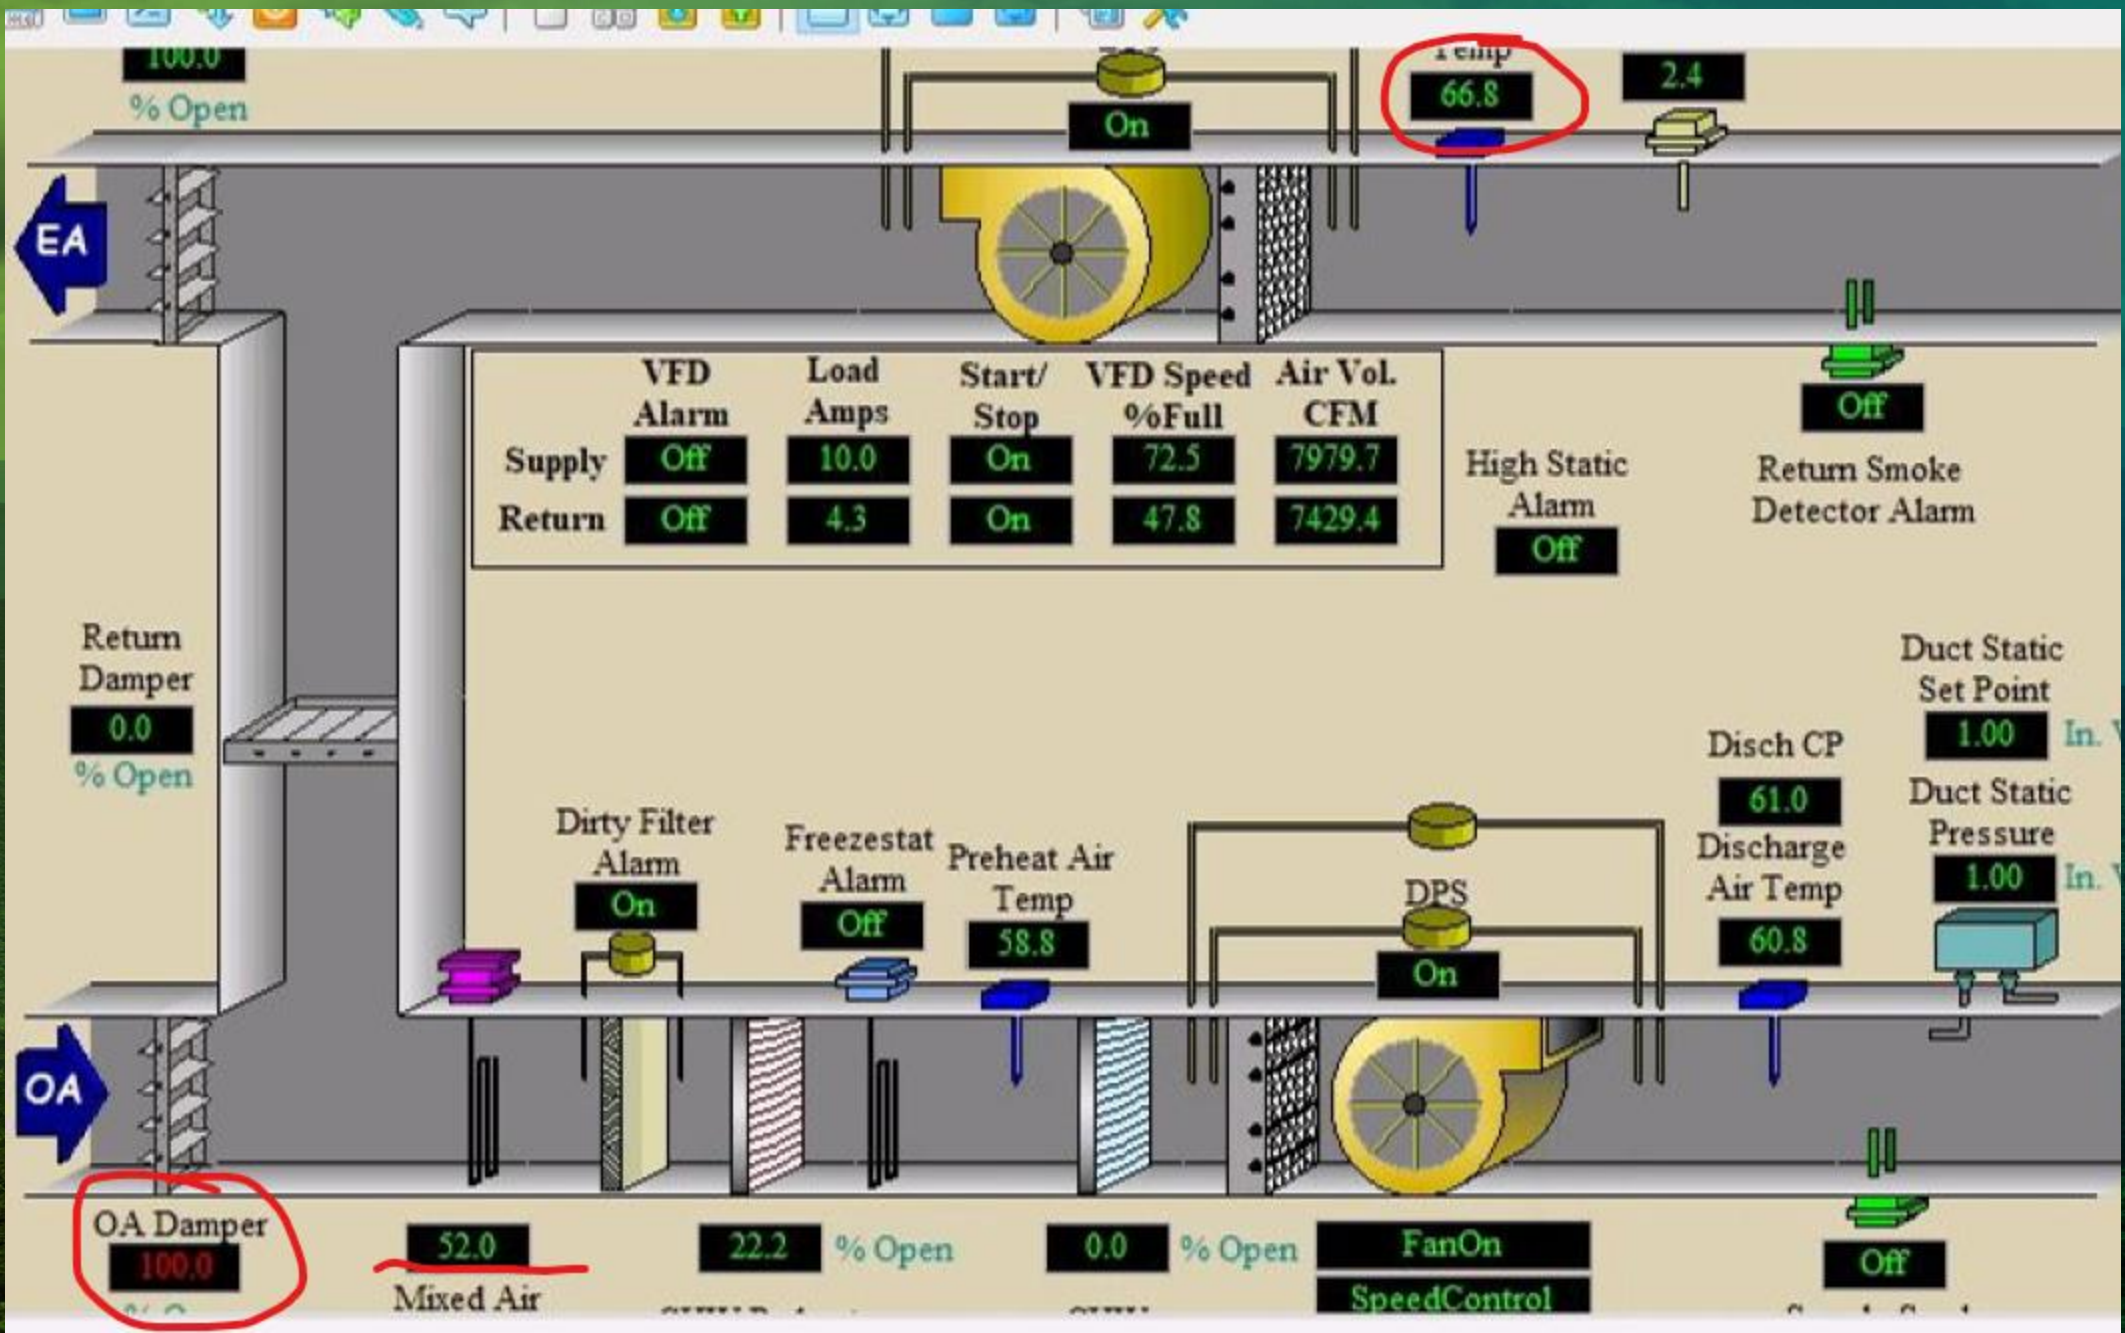 100.0
% Open
On
Temp
66.8
2.4
EA
VFD Alarm
Load Amps
Start/ Stop
VFD Speed %Full
Air Vol. CFM
Supply Off 10.0 On 72.5 7979.7
Return Off 4.3 On 47.8 7429.4
High Static
Alarm
Off
Off
Return Smoke
Detector Alarm
Return
Damper
0.0
% Open
Duct Static
Set Point
1.00 In.
Disch CP
61.0
Discharge
Air Temp
60.8
Duct Static
Pressure
1.00 In.
Dirty Filter
Alarm
On
Freezestat
Alarm
Off
Preheat Air
Temp
58.8
DPS
On
OA
OA Damper
100.0
52.0
Mixed Air
22.2 % Open
0.0 % Open
FanOn
SpeedControl
Off